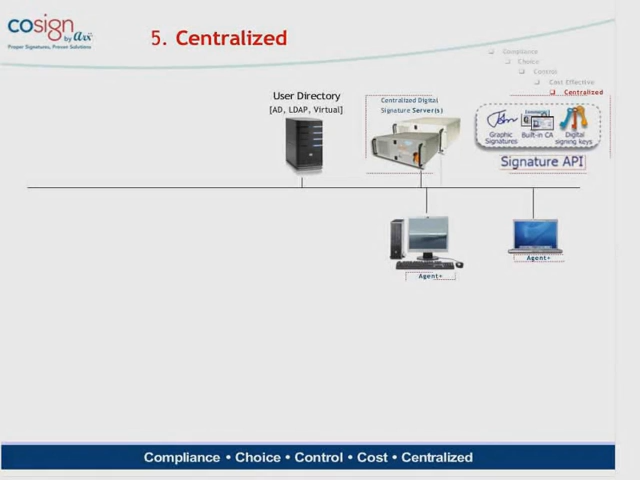 cosign
by arx
Proper Signatures, Proven Solutions
5. Centralized
Compliance
Choice
Control
Cost Effective
Centralized
User Directory
[AD, LDAP, Virtual]
Centralized Digital
Signature Server(s)
Graphic
Signatures
Built-in CA
Digital
signing keys
Signature API
Agent+
Agent+
Compliance • Choice • Control • Cost • Centralized